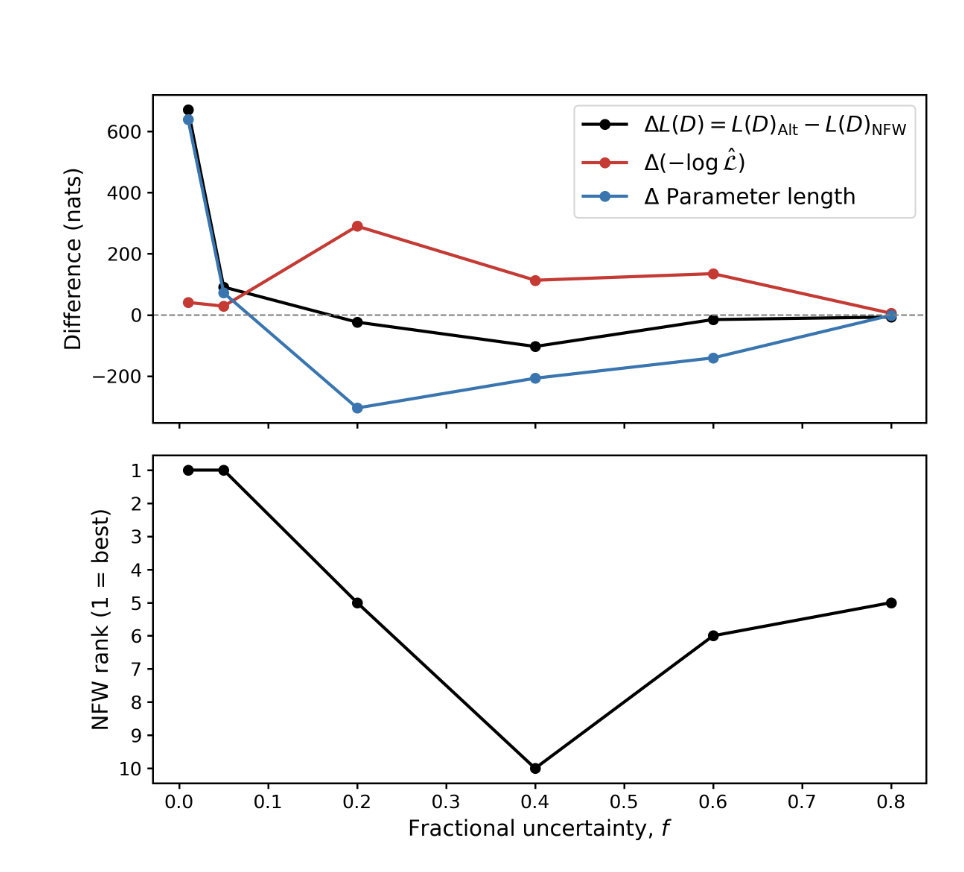 600
400
200
0
−200
Difference (nats)
ΔL(D) = L(D)Alt − L(D)NFW
Δ(−log ℒ̂)
Δ Parameter length
1
2
3
4
5
6
7
8
9
10
NFW rank (1 = best)
0.0 0.1 0.2 0.3 0.4 0.5 0.6 0.7 0.8
Fractional uncertainty, f